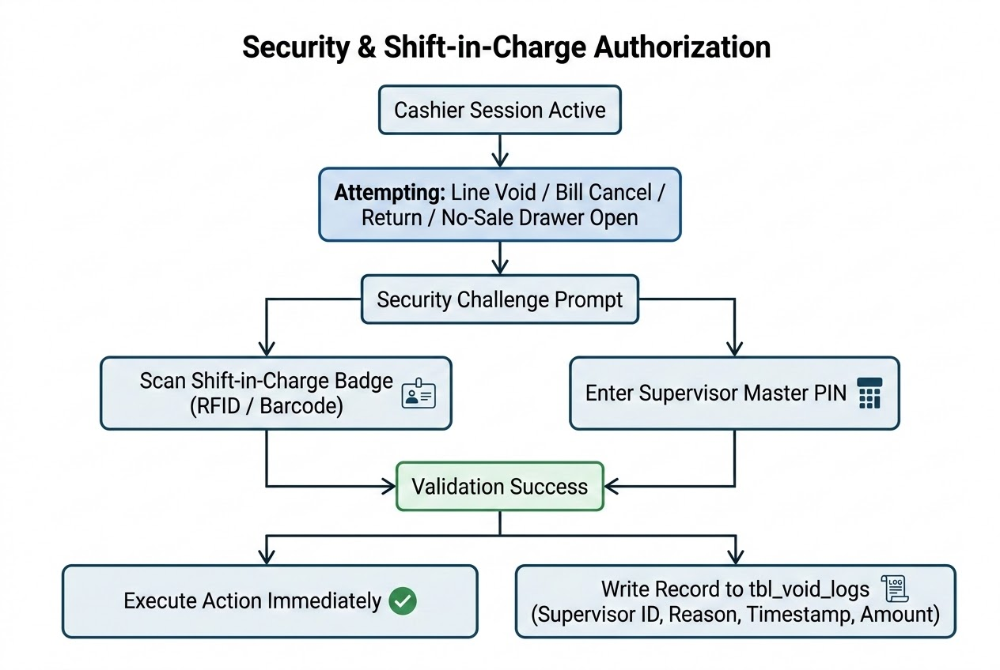 Security & Shift-in-Charge Authorization
Cashier Session Active
Attempting: Line Void / Bill Cancel /
Return / No-Sale Drawer Open
Security Challenge Prompt
Scan Shift-in-Charge Badge
(RFID / Barcode)
Enter Supervisor Master PIN
Validation Success
Execute Action Immediately
Write Record to tbl_void_logs
LOG
(Supervisor ID, Reason, Timestamp, Amount)